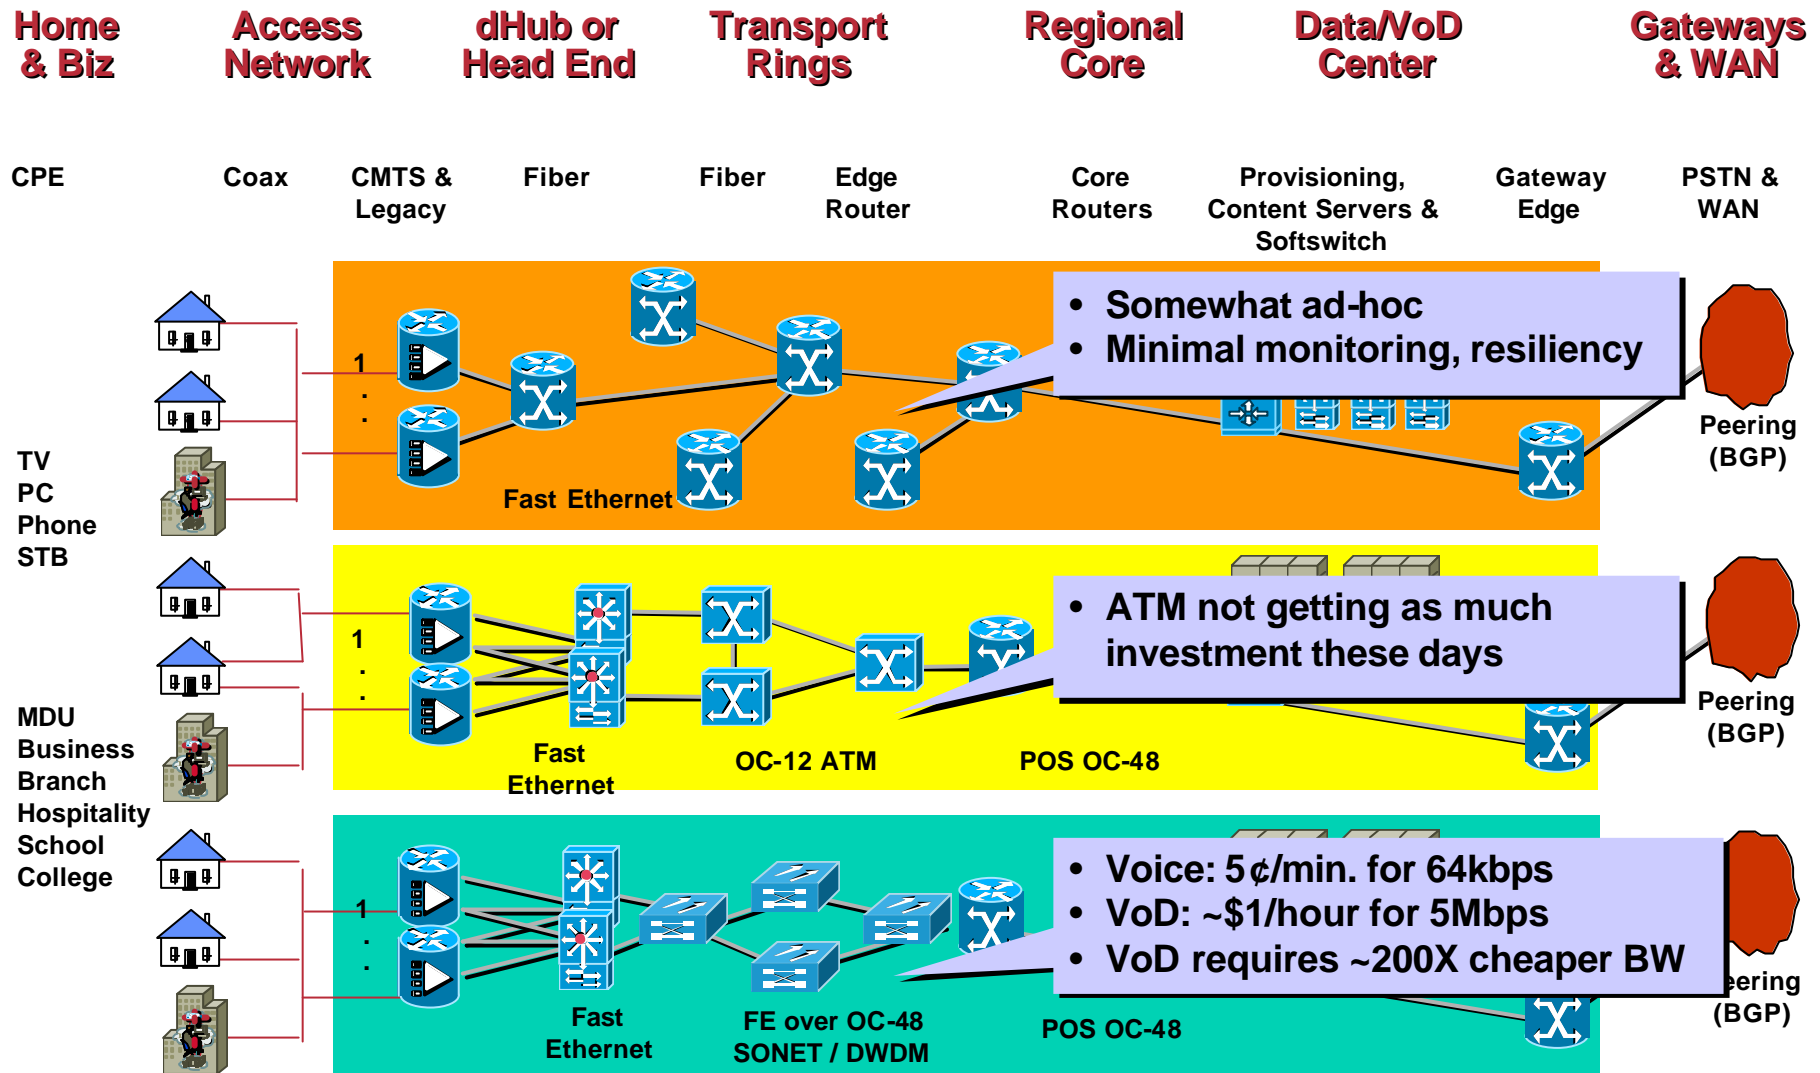 Home
& Biz
Access
Network
dHub or
Head End
Transport
Rings
Regional
Core
Data/VoD
Center
Gateways
& WAN
CPE
Coax
CMTS &
Legacy
Fiber
Fiber
Edge
Router
Core
Routers
Provisioning,
Content Servers &
Softswitch
Gateway
Edge
PSTN &
WAN
TV
PC
Phone
STB
MDU
Business
Branch
Hospitality
School
College
1
.
.
Fast Ethernet
• Somewhat ad-hoc
• Minimal monitoring, resiliency
Peering
(BGP)
1
.
.
Fast
Ethernet
OC-12 ATM
POS OC-48
• ATM not getting as much
investment these days
Peering
(BGP)
1
.
.
Fast
Ethernet
FE over OC-48
SONET / DWDM
POS OC-48
• Voice: 5¢/min. for 64kbps
• VoD: ~$1/hour for 5Mbps
• VoD requires ~200X cheaper BW
eering
(BGP)